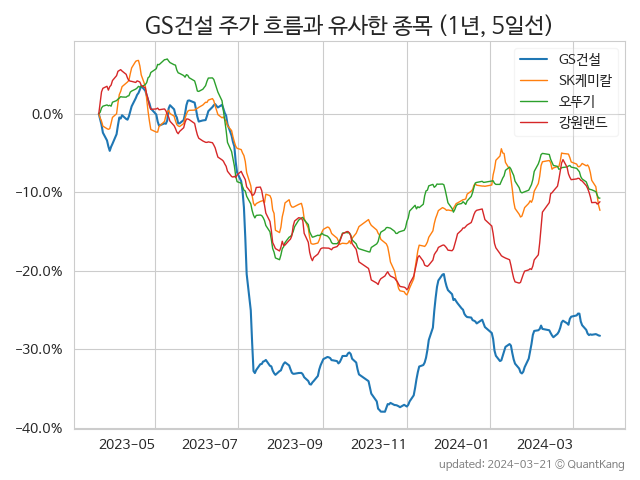 GS건설 주가 흐름과 유사한 종목 (1년, 5일선)
GS건설
SK케미칼
오뚜기
강원랜드
0.0%
−10.0%
−20.0%
−30.0%
−40.0%
2023-05
2023-07
2023-09
2023-11
2024-01
2024-03
updated: 2024-03-21 © QuantKang